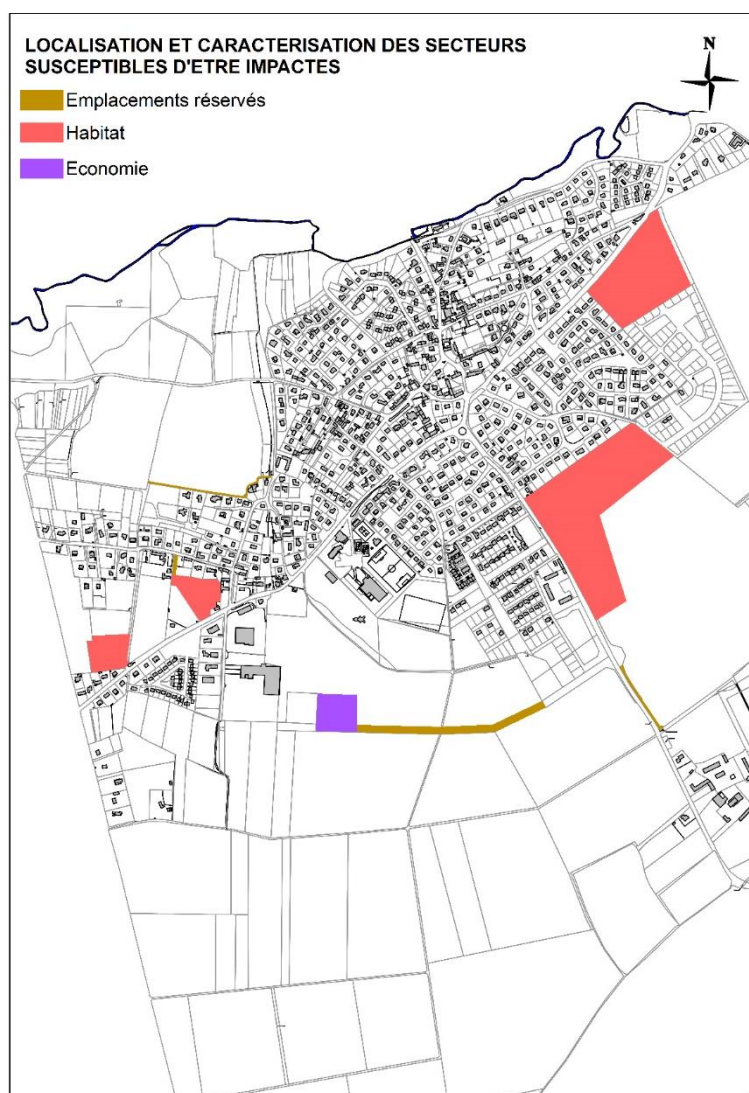 LOCALISATION ET CARACTERISATION DES SECTEURS
SUSCEPTIBLES D'ETRE IMPACTES
N
Emplacements réservés
Habitat
Economie